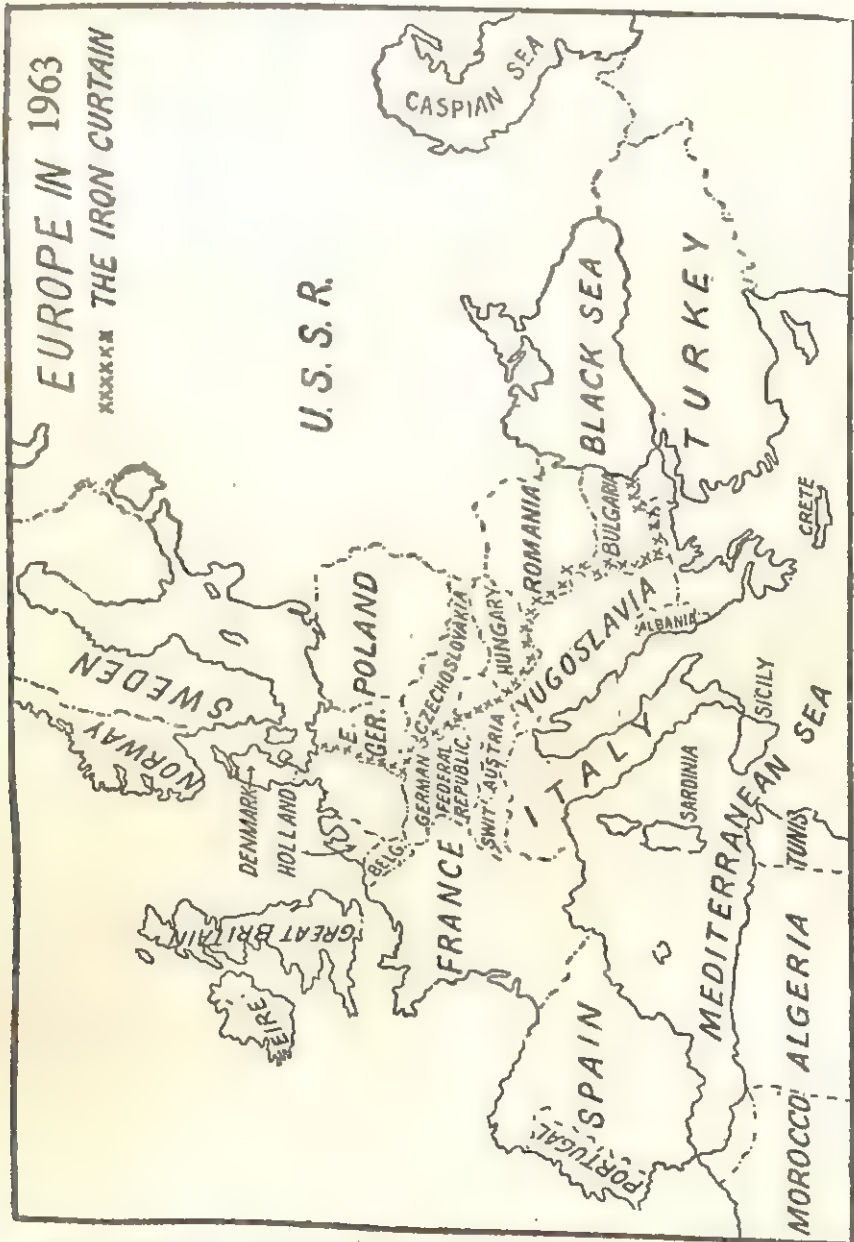 EUROPE IN 1963
xxxxxx THE IRON CURTAIN
CASPIAN SEA
U.S.S.R.
NORWAY
SWEDEN
DENMARK
HOLLAND
BELG.
EIRE
GREAT BRITAIN
E.
GER.
POLAND
GERMAN
FEDERAL
REPUBLIC
CZECHOSLOVAKIA
FRANCE
SWIT.
AUSTRIA
HUNGARY
ROMANIA
BLACK SEA
BULGARIA
YUGOSLAVIA
ALBANIA
ITALY
TURKEY
PORTUGAL
SPAIN
SARDINIA
SICILY
CRETE
MEDITERRANEAN SEA
MOROCCO
ALGERIA
TUNIS